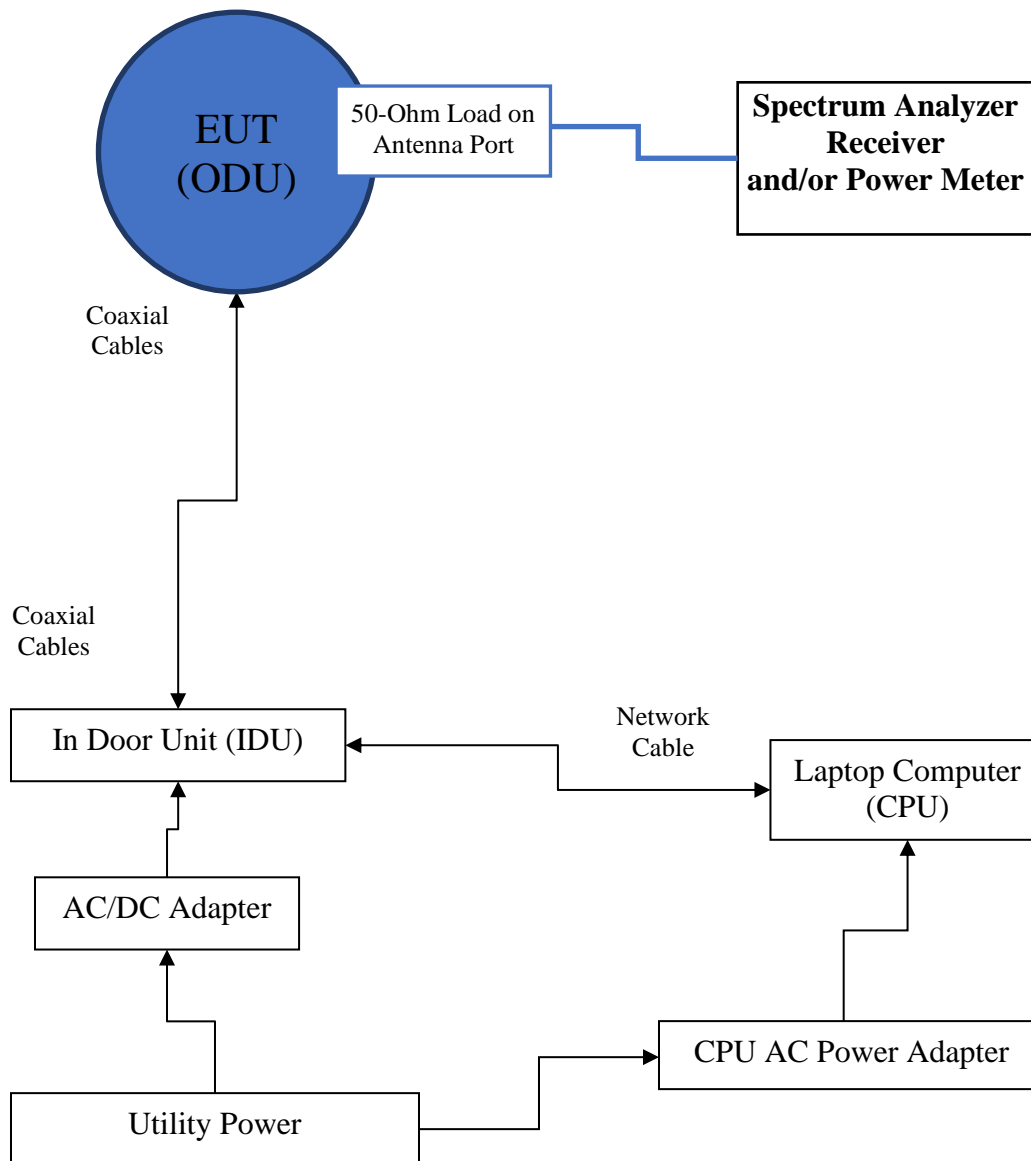 EUT
(ODU)
50-Ohm Load on
Antenna Port
Spectrum Analyzer
Receiver
and/or Power Meter
Coaxial
Cables
Coaxial
Cables
In Door Unit (IDU)
Network
Cable
Laptop Computer
(CPU)
AC/DC Adapter
CPU AC Power Adapter
Utility Power